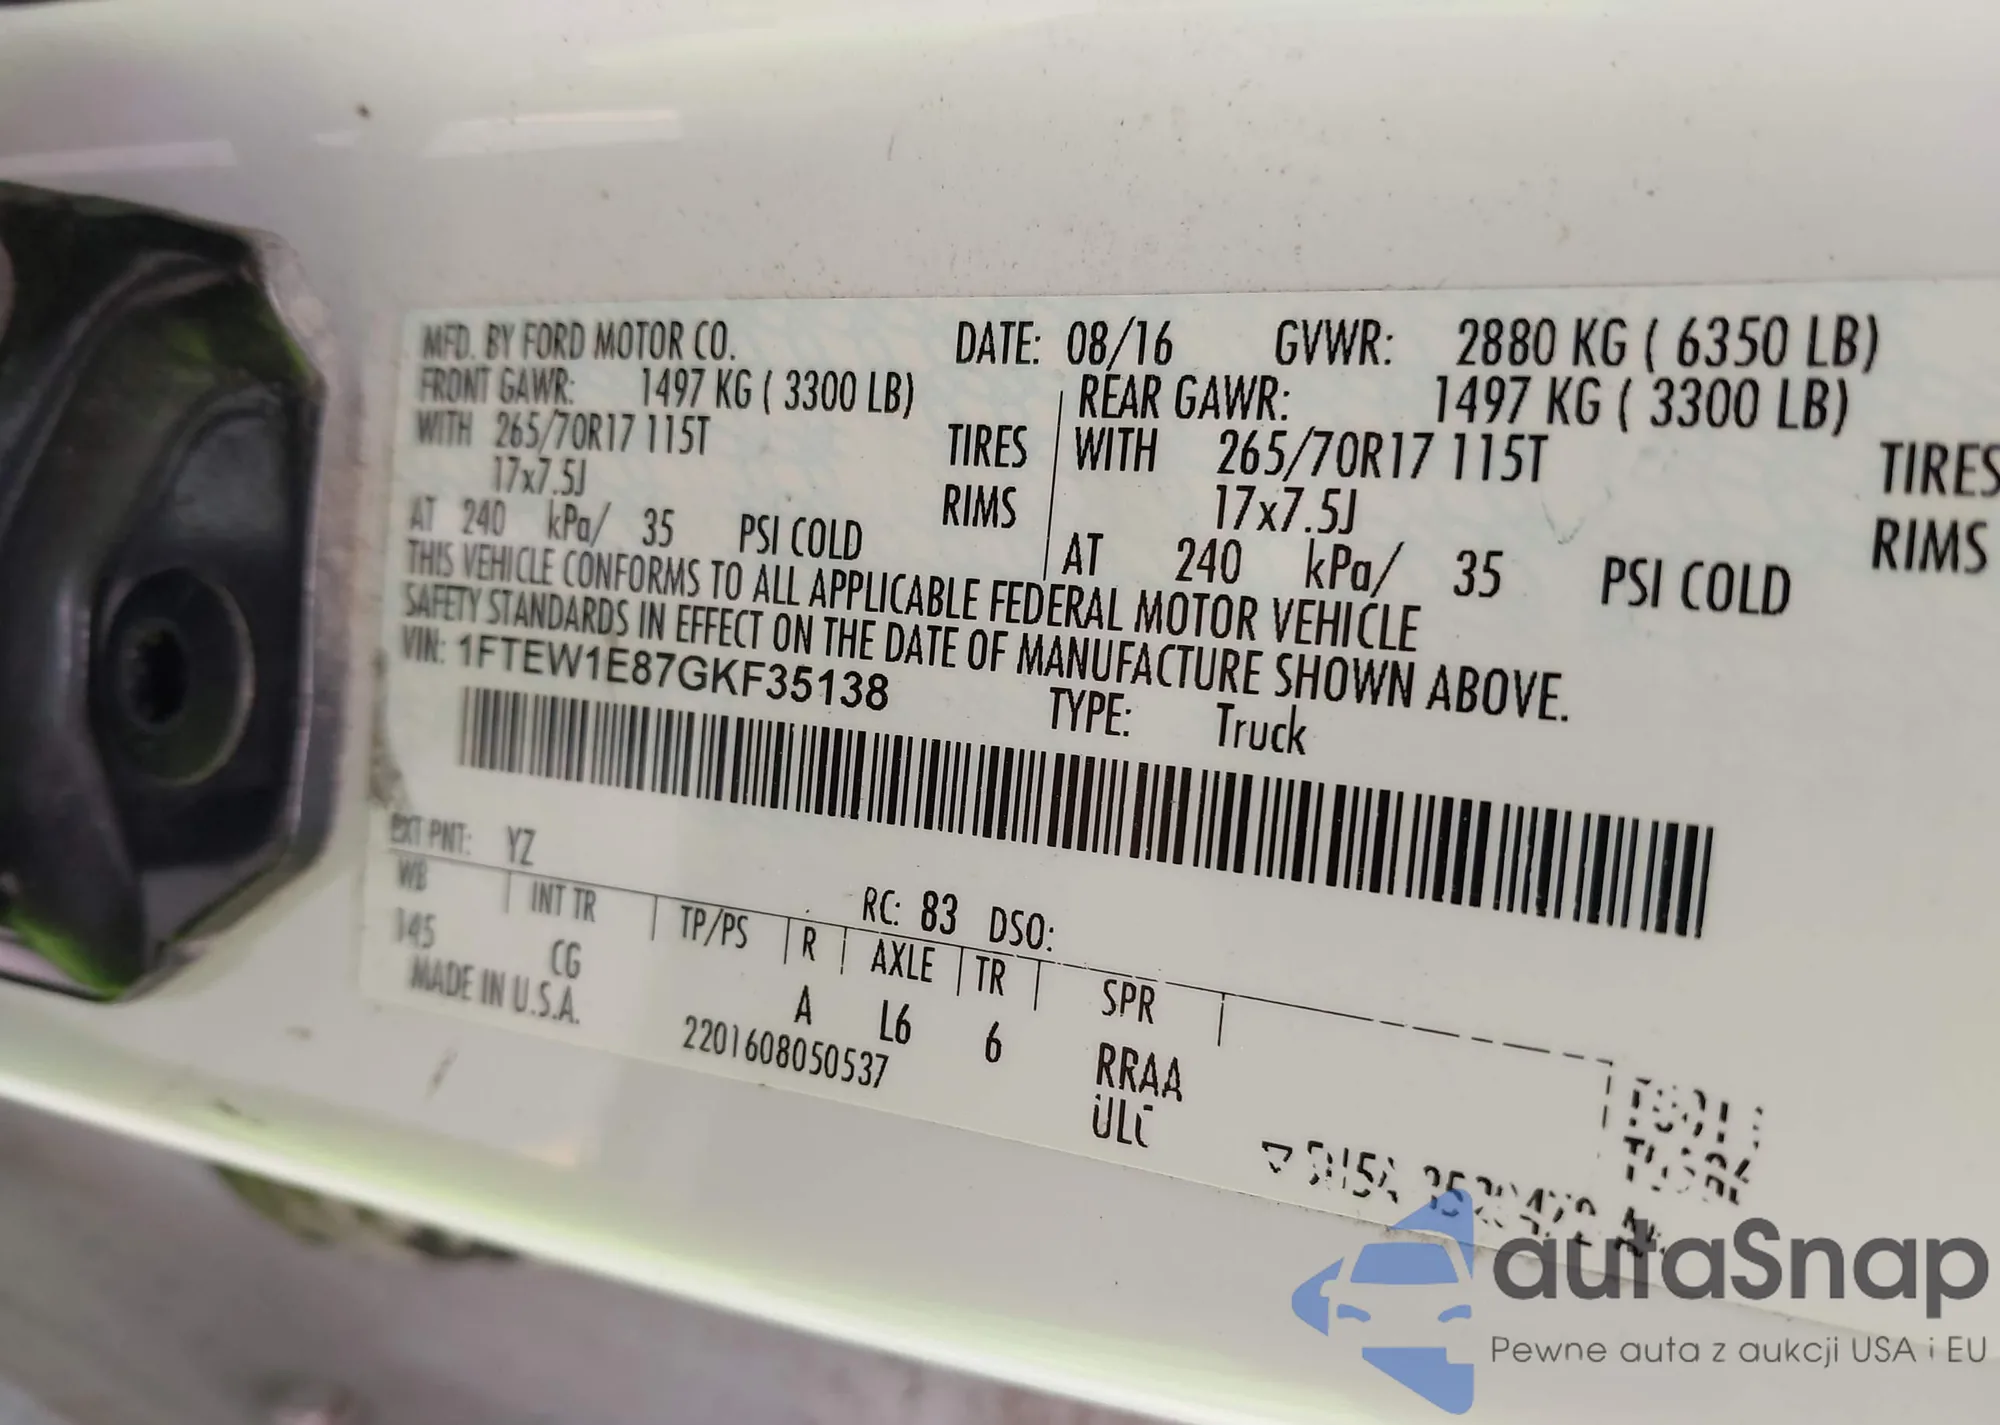 MFD. BY FORD MOTOR CO. DATE: 08/16 GVWR: 2880 KG ( 6350 LB)
FRONT GAWR: 1497 KG ( 3300 LB) REAR GAWR: 1497 KG ( 3300 LB)
WITH 265/70R17 115T TIRES WITH 265/70R17 115T TIRES
17x7.5J RIMS 17x7.5J RIMS
AT 240 kPa/ 35 PSI COLD AT 240 kPa/ 35 PSI COLD
THIS VEHICLE CONFORMS TO ALL APPLICABLE FEDERAL MOTOR VEHICLE
SAFETY STANDARDS IN EFFECT ON THE DATE OF MANUFACTURE SHOWN ABOVE.
VIN: 1FTEW1E87GKF35138 TYPE: Truck
EXT PNT: YZ RC: 83 DSO:
WB INT TR TP/PS R AXLE TR SPR
145 CG A L6 6 RRAA
MADE IN U.S.A. 2201608050537
autaSnap
Pewne auta z aukcji USA i EU